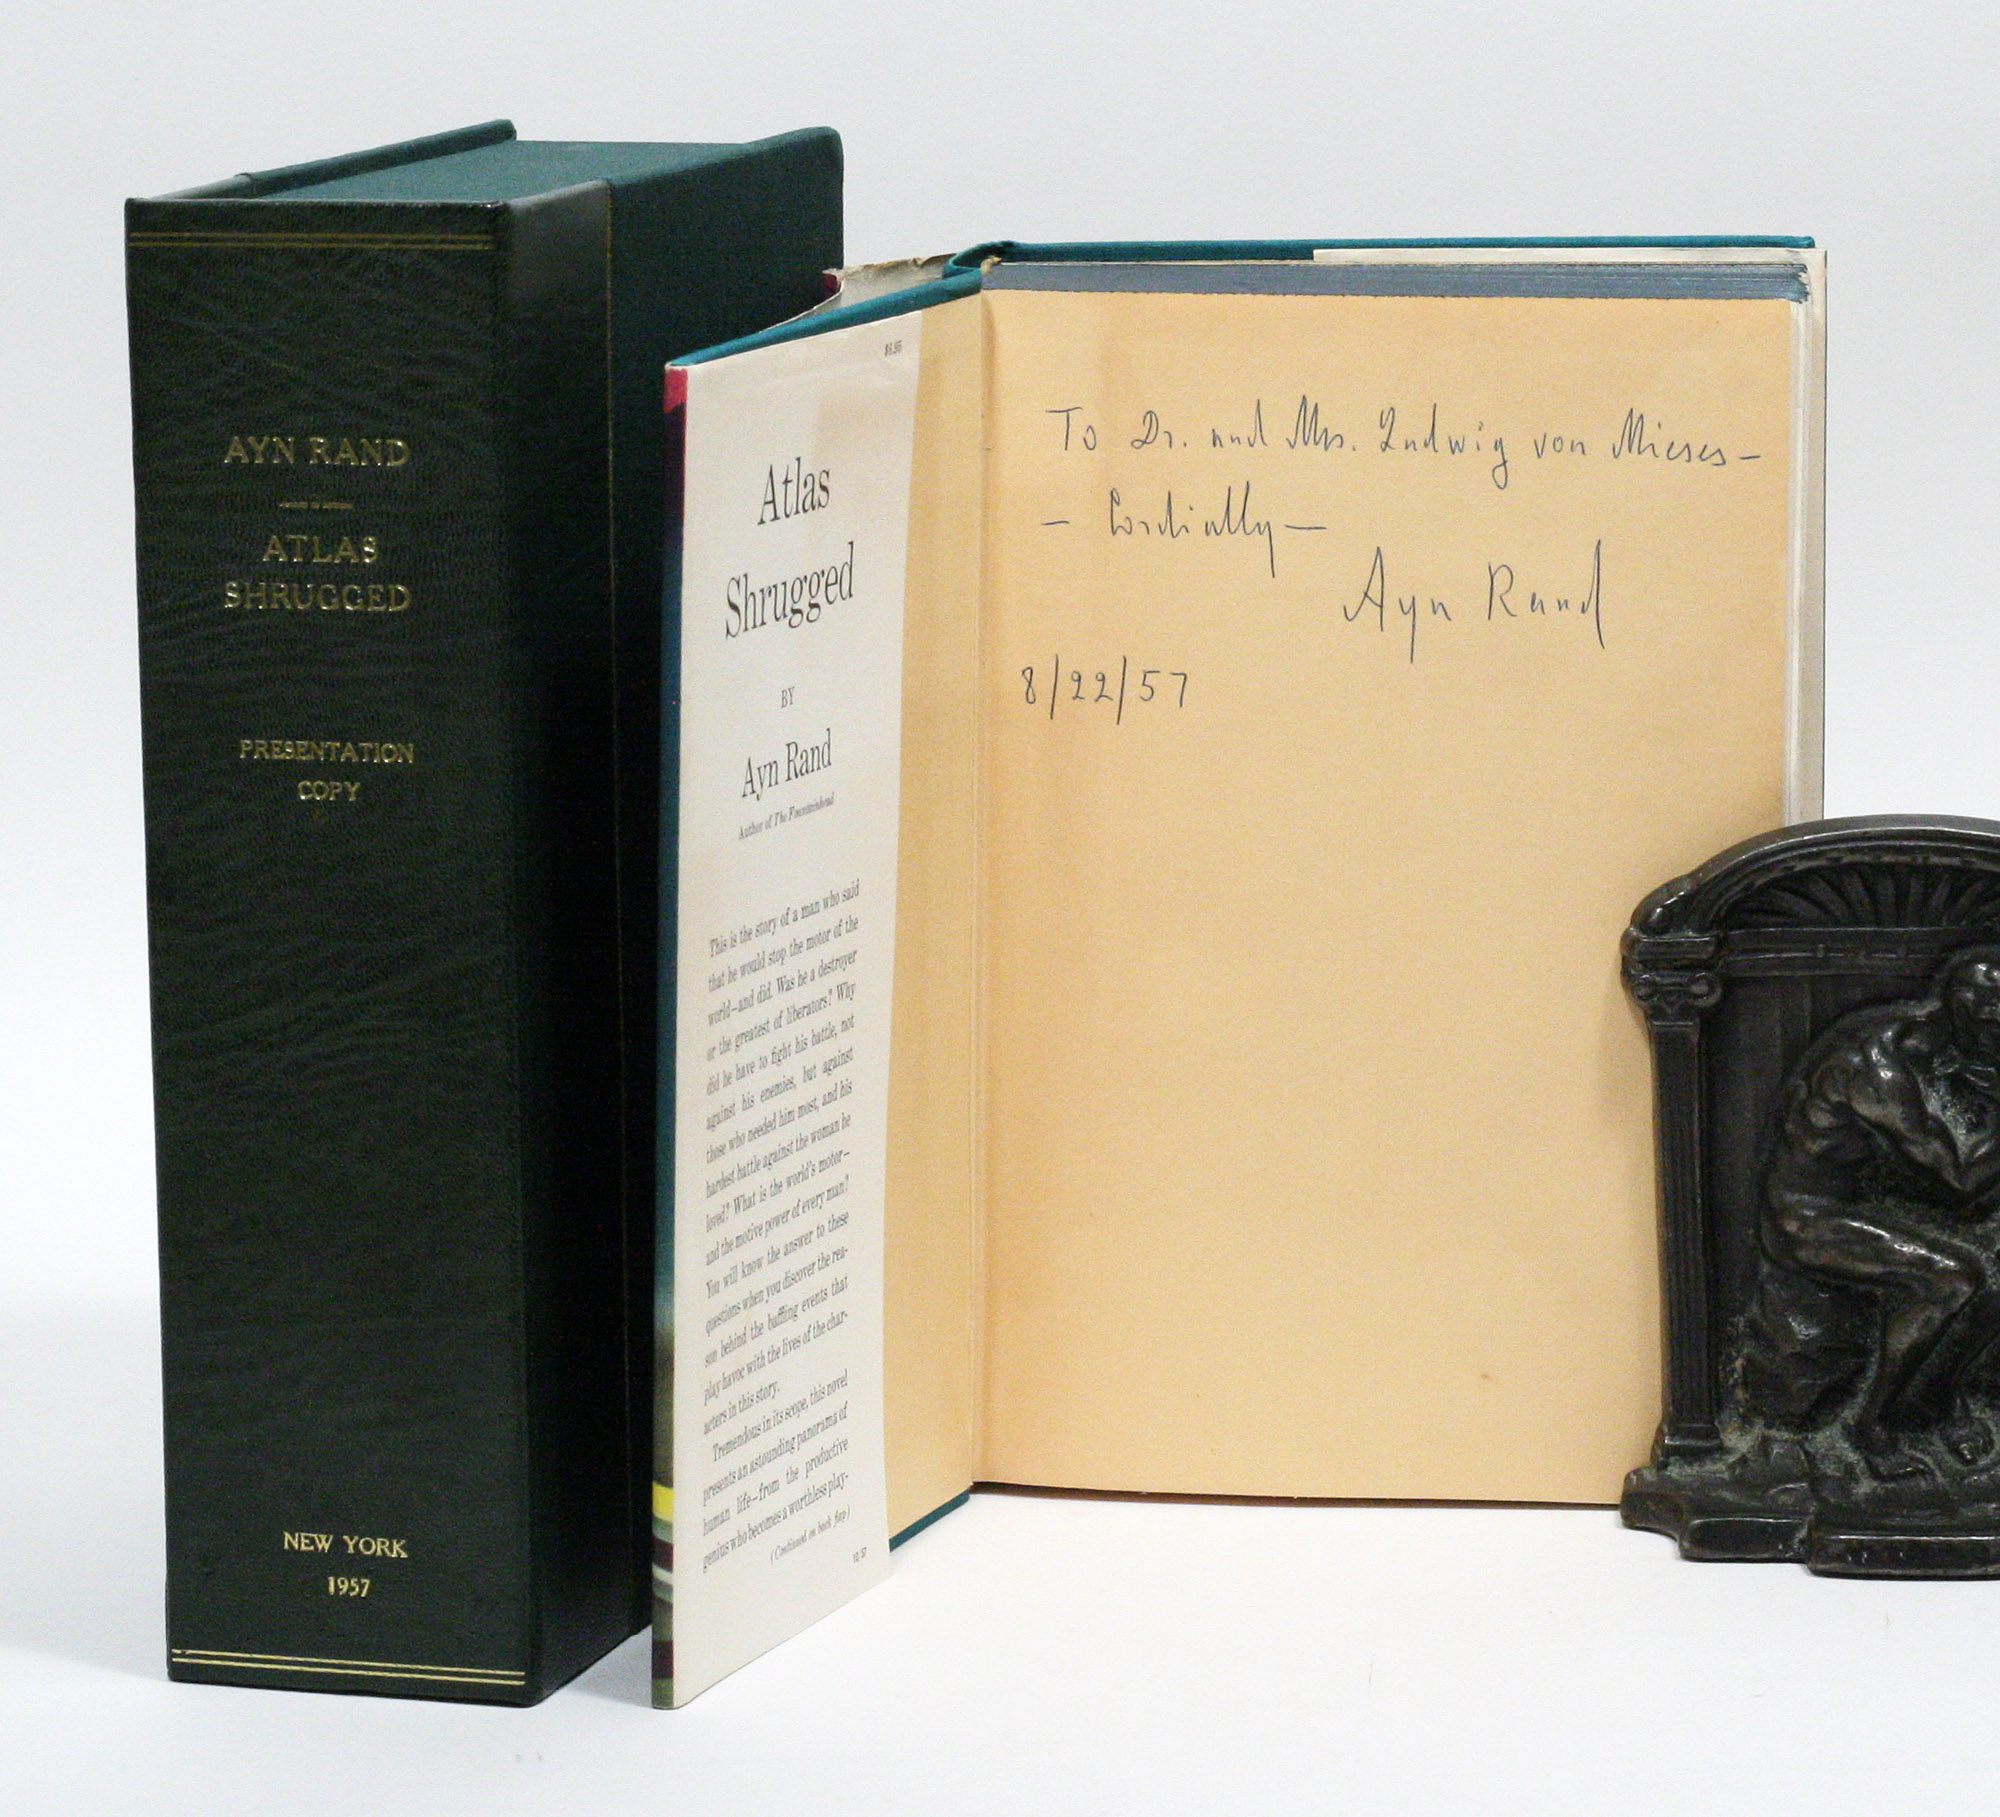 AYN RAND
ATLAS
SHRUGGED
PRESENTATION
COPY
NEW YORK
1957
$6.95
Atlas
Shrugged
BY
Ayn Rand
Author of The Fountainhead
This is the story of a man who said
that he would stop the motor of the
world—and did. Was he a destroyer
or the greatest of liberators? Why
did he have to fight his battle, not
against his enemies, but against
those who needed him most, and his
hardest battle against the woman he
loved? What is the world's motor—
and the motive power of every man?
You will know the answer to these
questions when you discover the rea-
son behind the baffling events that
play havoc with the lives of the char-
acters in this story.
Tremendous in its scope, this novel
presents an astounding panorama of
human life—from the productive
genius who becomes a worthless play-
(Continued on back flap)
10/57
To Dr. and Mrs. Ludwig von Mieses —
— Cordially —
Ayn Rand
8/22/57